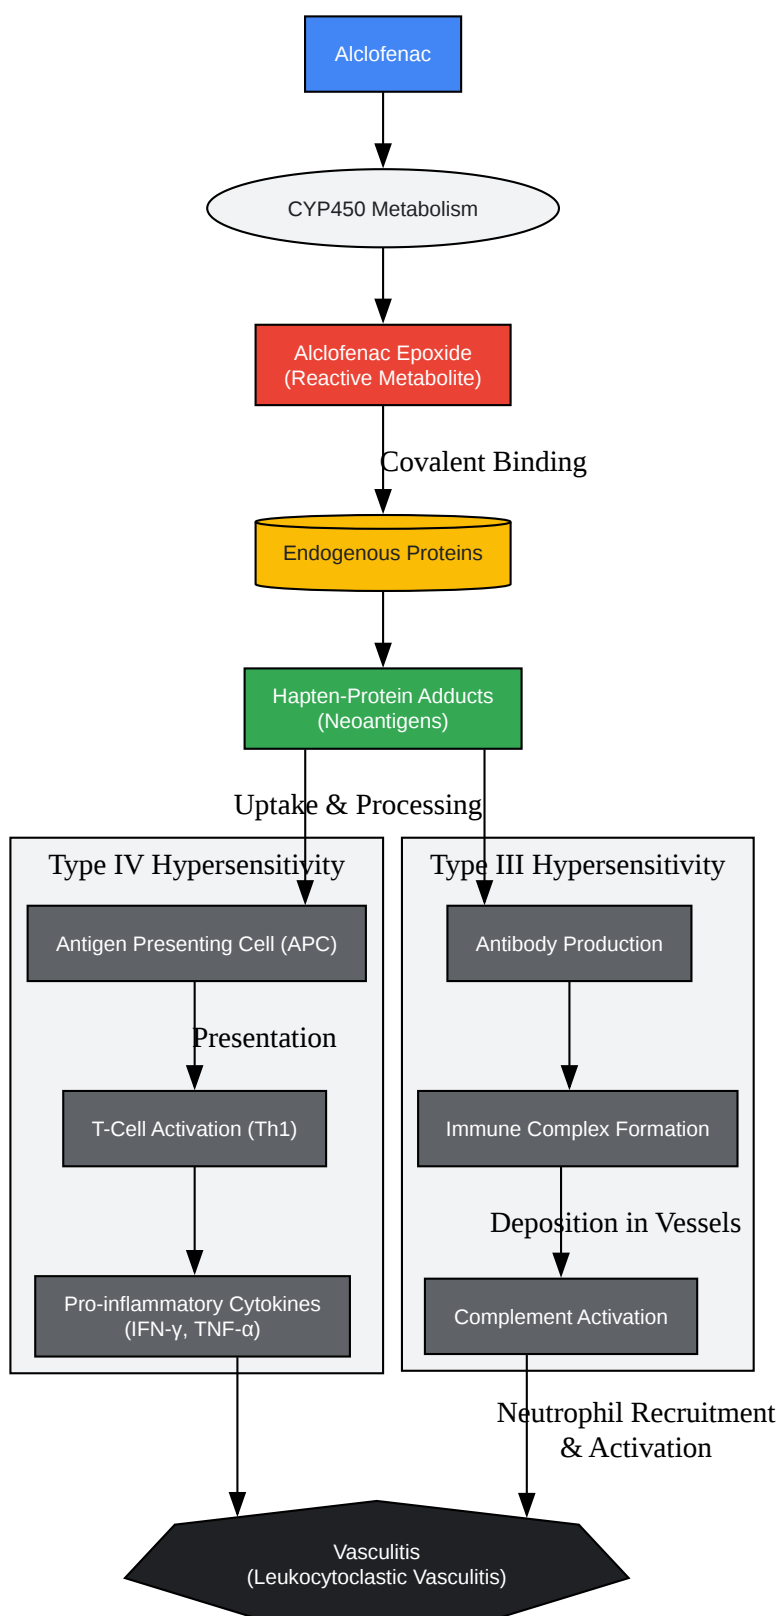 Alclofenac
CYP450 Metabolism
Alclofenac Epoxide
(Reactive Metabolite)
Covalent Binding
Endogenous Proteins
Hapten-Protein Adducts
(Neoantigens)
Uptake & Processing
Type IV Hypersensitivity
Antigen Presenting Cell (APC)
Presentation
T-Cell Activation (Th1)
Pro-inflammatory Cytokines
(IFN-γ, TNF-α)
Type III Hypersensitivity
Antibody Production
Immune Complex Formation
Deposition in Vessels
Complement Activation
Neutrophil Recruitment
& Activation
Vasculitis
(Leukocytoclastic Vasculitis)